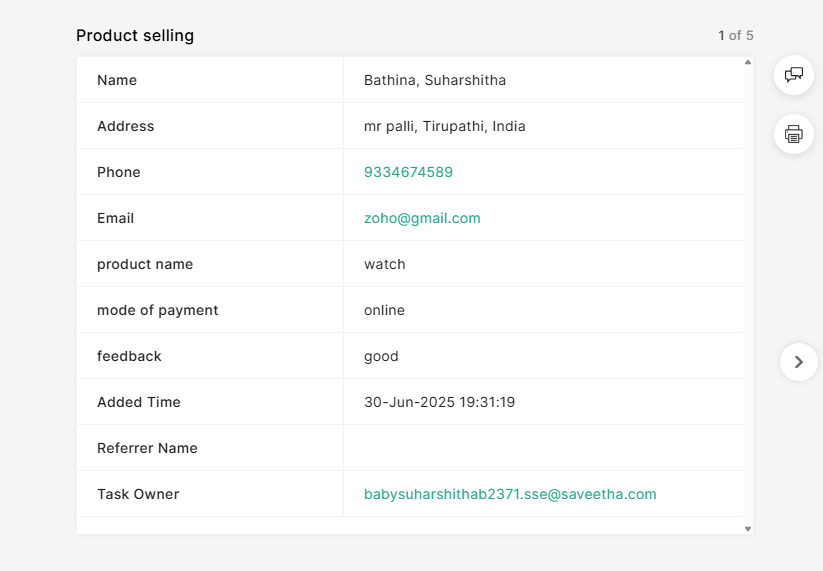 Product selling
1 of 5
Name Bathina, Suharshitha
Address mr palli, Tirupathi, India
Phone 9334674589
Email zoho@gmail.com
product name watch
mode of payment online
feedback good
Added Time 30-Jun-2025 19:31:19
Referrer Name
Task Owner babysuharshithab2371.sse@saveetha.com